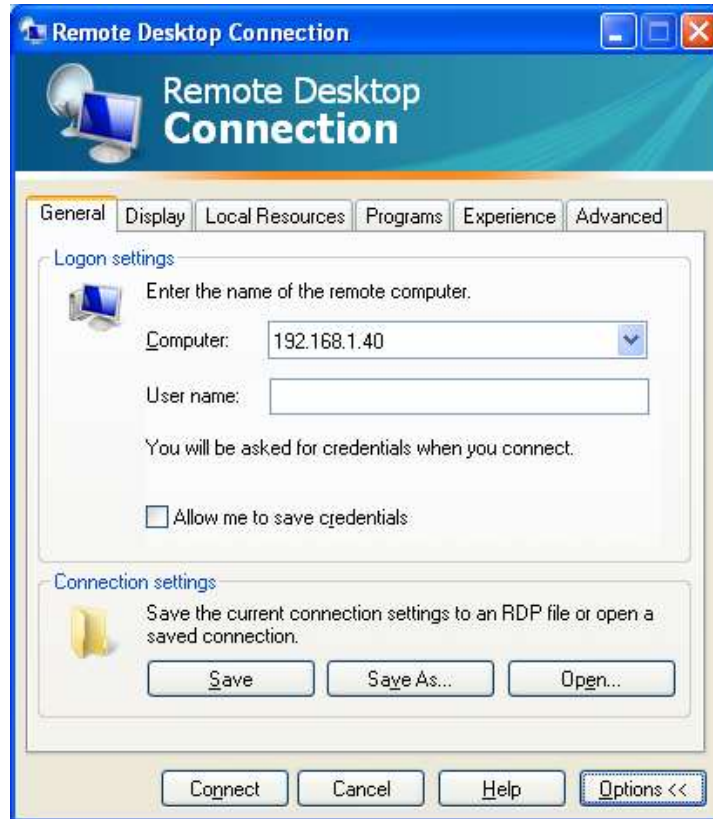 Remote Desktop Connection
Remote Desktop
Connection
General Display Local Resources Programs Experience Advanced
Logon settings
Enter the name of the remote computer.
Computer: 192.168.1.40
User name:
You will be asked for credentials when you connect.
Allow me to save credentials
Connection settings
Save the current connection settings to an RDP file or open a
saved connection.
Save Save As... Open...
Connect Cancel Help Options <<